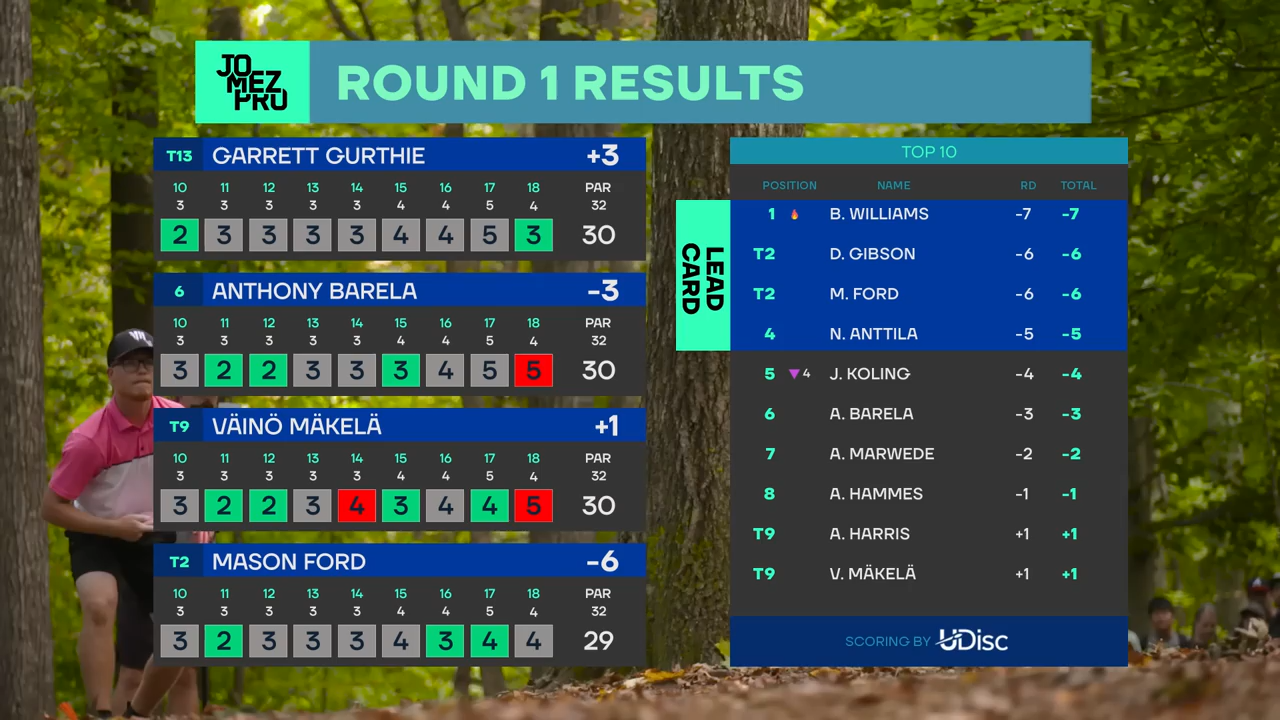 JO
MEZ
PRO
ROUND 1 RESULTS
T13 GARRETT GURTHIE +3
10 11 12 13 14 15 16 17 18 PAR
3 3 3 3 3 4 4 5 4 32
2 3 3 3 3 4 4 5 3 30
6 ANTHONY BARELA -3
10 11 12 13 14 15 16 17 18 PAR
3 3 3 3 3 4 4 5 4 32
3 2 2 3 3 3 4 5 5 30
T9 VÄINÖ MÄKELÄ +1
10 11 12 13 14 15 16 17 18 PAR
3 3 3 3 3 4 4 5 4 32
3 2 2 3 4 3 4 4 5 30
T2 MASON FORD -6
10 11 12 13 14 15 16 17 18 PAR
3 3 3 3 3 4 4 5 4 32
3 2 3 3 3 4 3 4 4 29
TOP 10
POSITION NAME RD TOTAL
LEAD
CARD
1 B. WILLIAMS -7 -7
T2 D. GIBSON -6 -6
T2 M. FORD -6 -6
4 N. ANTTILA -5 -5
5 ▼4 J. KOLING -4 -4
6 A. BARELA -3 -3
7 A. MARWEDE -2 -2
8 A. HAMMES -1 -1
T9 A. HARRIS +1 +1
T9 V. MÄKELÄ +1 +1
SCORING BY UDisc